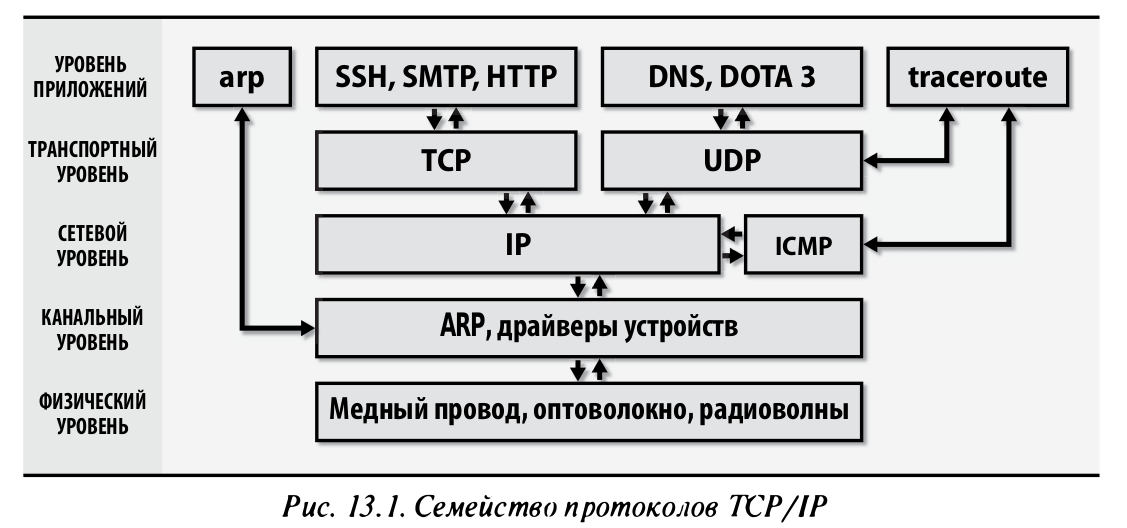 УРОВЕНЬ
ПРИЛОЖЕНИЙ
arp
SSH, SMTP, HTTP
DNS, DOTA 3
traceroute
ТРАНСПОРТНЫЙ
УРОВЕНЬ
TCP
UDP
СЕТЕВОЙ
УРОВЕНЬ
IP
ICMP
КАНАЛЬНЫЙ
УРОВЕНЬ
ARP, драйверы устройств
ФИЗИЧЕСКИЙ
УРОВЕНЬ
Медный провод, оптоволокно, радиоволны
Рис. 13.1. Семейство протоколов TCP/IP